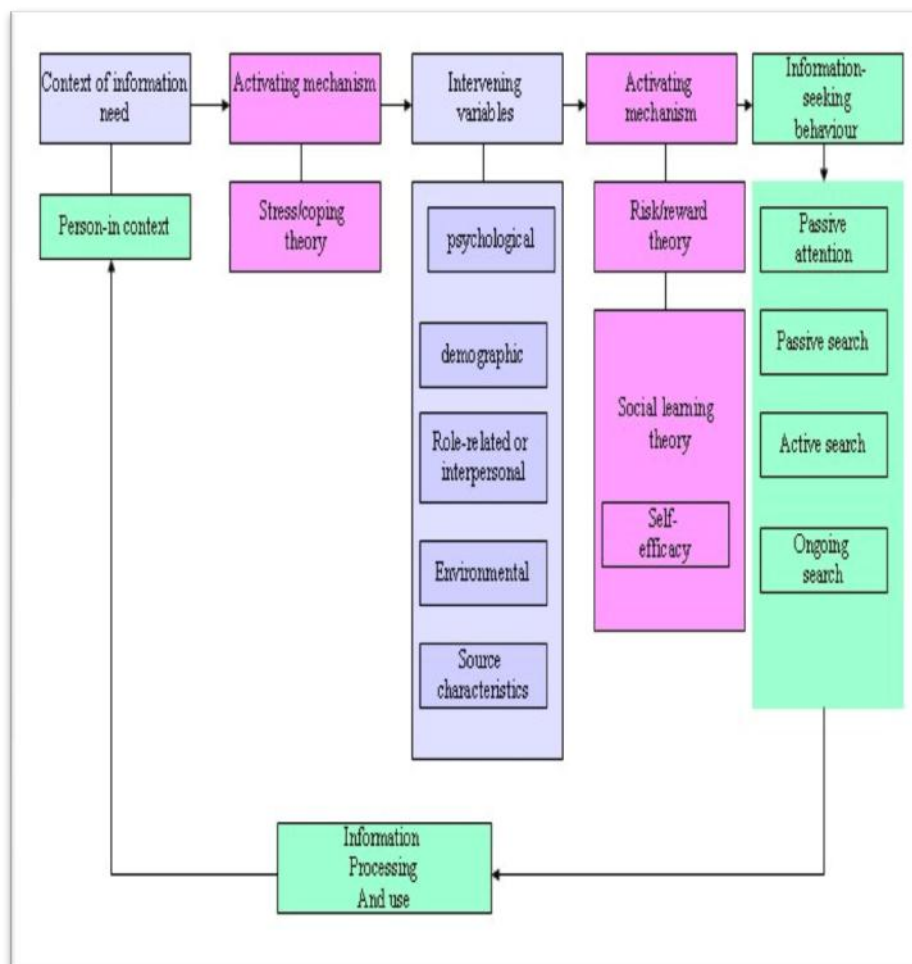 Context of information
need
Activating mechanism
Intervening
variables
Activating
mechanism
Information-
seeking
behaviour
Person-in context
Stress/coping
theory
psychological
demographic
Role-related or
interpersonal
Environmental
Source
characteristics
Risk/reward
theory
Social learning
theory
Self-
efficacy
Passive
attention
Passive search
Active search
Ongoing
search
Information
Processing
And use